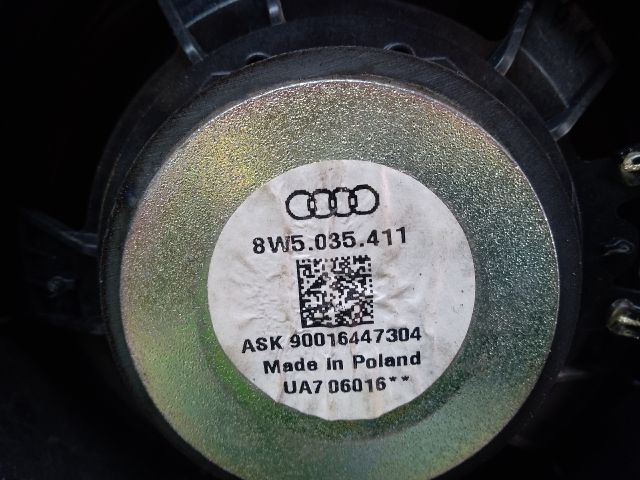 8W5.035.411
ASK 90016447304
Made in Poland
UA7 06016**